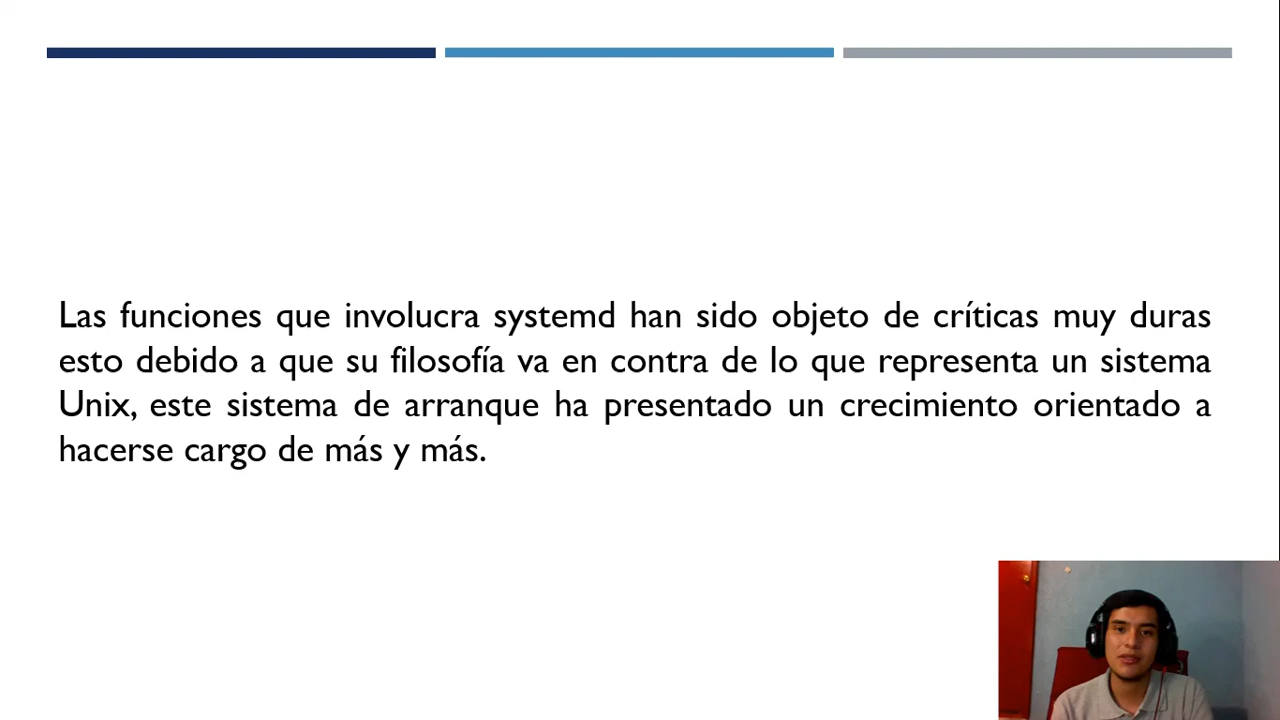 Las funciones que involucra systemd han sido objeto de críticas muy duras
esto debido a que su filosofía va en contra de lo que representa un sistema
Unix, este sistema de arranque ha presentado un crecimiento orientado a
hacerse cargo de más y más.